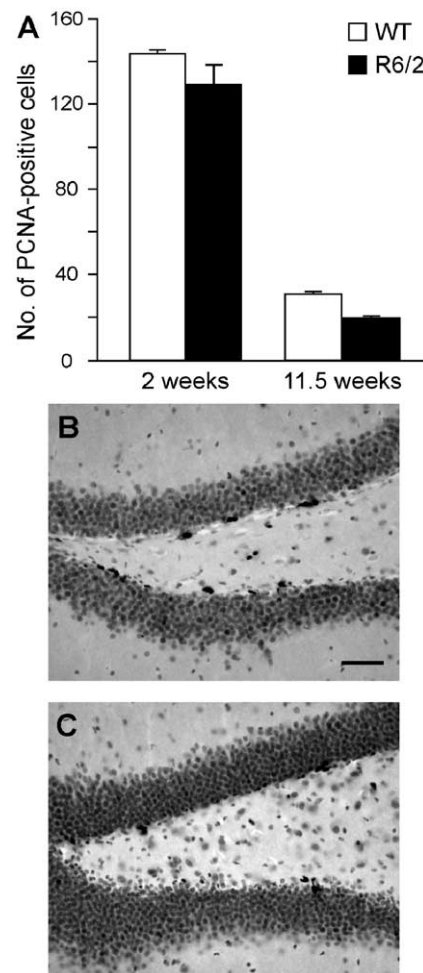 A
160
WT
R6/2
120
80
40
0
No. of PCNA-positive cells
2 weeks
11.5 weeks
B
C